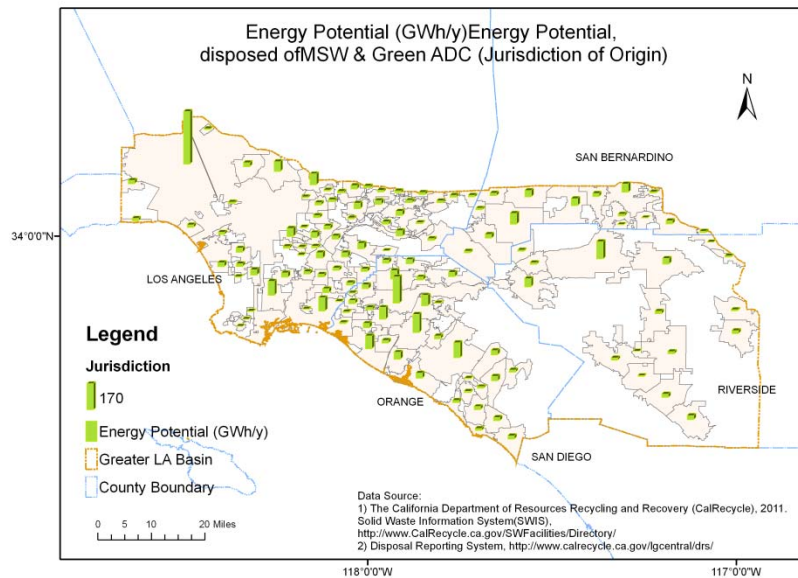 Energy Potential (GWh/y)Energy Potential,
disposed ofMSW & Green ADC (Jurisdiction of Origin)
N
SAN BERNARDINO
34°0'0"N
LOS ANGELES
Legend
Jurisdiction
170
Energy Potential (GWh/y)
Greater LA Basin
County Boundary
0 5 10 20 Miles
ORANGE
RIVERSIDE
SAN DIEGO
Data Source:
1) The California Department of Resources Recycling and Recovery (CalRecycle), 2011.
Solid Waste Information System(SWIS),
http://www.CalRecycle.ca.gov/SWFacilities/Directory/
2) Disposal Reporting System, http://www.calrecycle.ca.gov/lgcentral/drs/
118°0'0"W
117°0'0"W